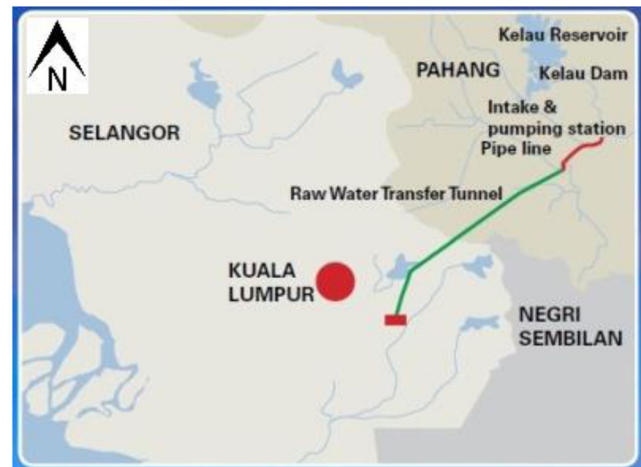 N
Kelau Reservoir
PAHANG
Kelau Dam
SELANGOR
Intake &
pumping station
Pipe line
Raw Water Transfer Tunnel
KUALA
LUMPUR
NEGRI
SEMBILAN